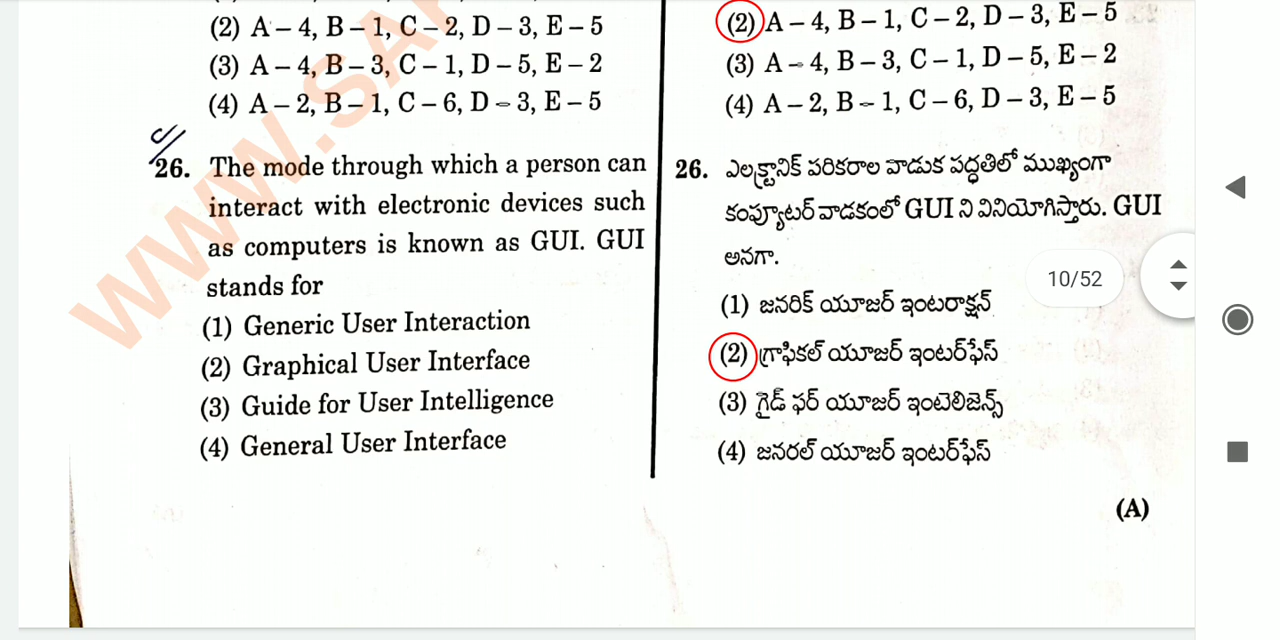 (2) A – 4, B – 1, C – 2, D – 3, E – 5
(3) A – 4, B – 3, C – 1, D – 5, E – 2
(4) A – 2, B – 1, C – 6, D – 3, E – 5
26. The mode through which a person can
interact with electronic devices such
as computers is known as GUI. GUI
stands for
(1) Generic User Interaction
(2) Graphical User Interface
(3) Guide for User Intelligence
(4) General User Interface
(2) A – 4, B – 1, C – 2, D – 3, E – 5
(3) A – 4, B – 3, C – 1, D – 5, E – 2
(4) A – 2, B – 1, C – 6, D – 3, E – 5
26. ఎలక్ట్రానిక్ పరికరాల వాడుక పద్ధతిలో ముఖ్యంగా
కంప్యూటర్ వాడకంలో GUI ని వినియోగిస్తారు. GUI
అనగా.
(1) జనరిక్ యూజర్ ఇంటరాక్షన్
(2) గ్రాఫికల్ యూజర్ ఇంటర్‌ఫేస్
(3) గైడ్ ఫర్ యూజర్ ఇంటెలిజెన్స్
(4) జనరల్ యూజర్ ఇంటర్‌ఫేస్
(A)
10/52
WWW.SA